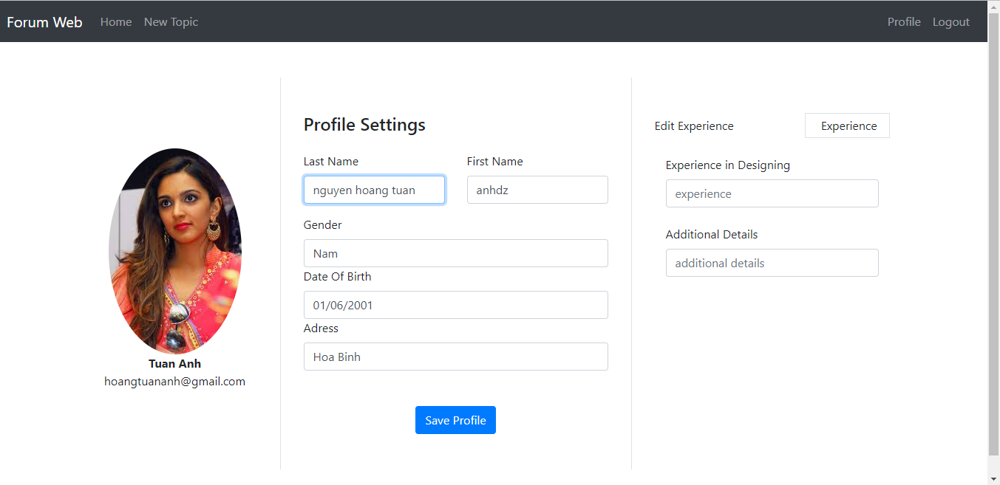 Forum Web Home New Topic Profile Logout
Tuan Anh
hoangtuananh@gmail.com
Profile Settings
Last Name First Name
nguyen hoang tuan anhdz
Gender
Nam
Date Of Birth
01/06/2001
Adress
Hoa Binh
Save Profile
Edit Experience Experience
Experience in Designing
experience
Additional Details
additional details